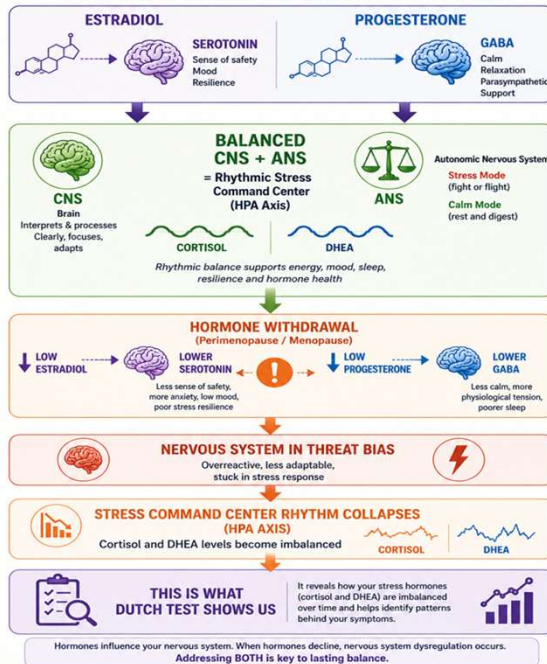 ESTRADIOL
SEROTONIN
Sense of safety
Mood
Resilience
PROGESTERONE
GABA
Calm
Relaxation
Parasympathetic
Support
BALANCED
CNS + ANS
= Rhythmic Stress
Command Center
(HPA Axis)
CNS
Brain
Interprets & processes
Clearly, focuses,
adapts
ANS
Autonomic Nervous System
Stress Mode
(fight or flight)
Calm Mode
(rest and digest)
CORTISOL
DHEA
Rhythmic balance supports energy, mood, sleep,
resilience and hormone health
HORMONE WITHDRAWAL
(Perimenopause / Menopause)
LOW
ESTRADIOL
LOWER
SEROTONIN
Less sense of safety,
more anxiety, low mood,
poor stress resilience
!
LOW
PROGESTERONE
LOWER
GABA
Less calm, more
physiological tension,
poorer sleep
NERVOUS SYSTEM IN THREAT BIAS
Overreactive, less adaptable,
stuck in stress response
STRESS COMMAND CENTER RHYTHM COLLAPSES
(HPA AXIS)
Cortisol and DHEA levels become imbalanced
CORTISOL
DHEA
THIS IS WHAT
DUTCH TEST SHOWS US
It reveals how your stress hormones
(cortisol and DHEA) are imbalanced
over time and helps identify patterns
behind your symptoms.
Hormones influence your nervous system. When hormones decline, nervous system dysregulation occurs.
Addressing BOTH is key to lasting balance.